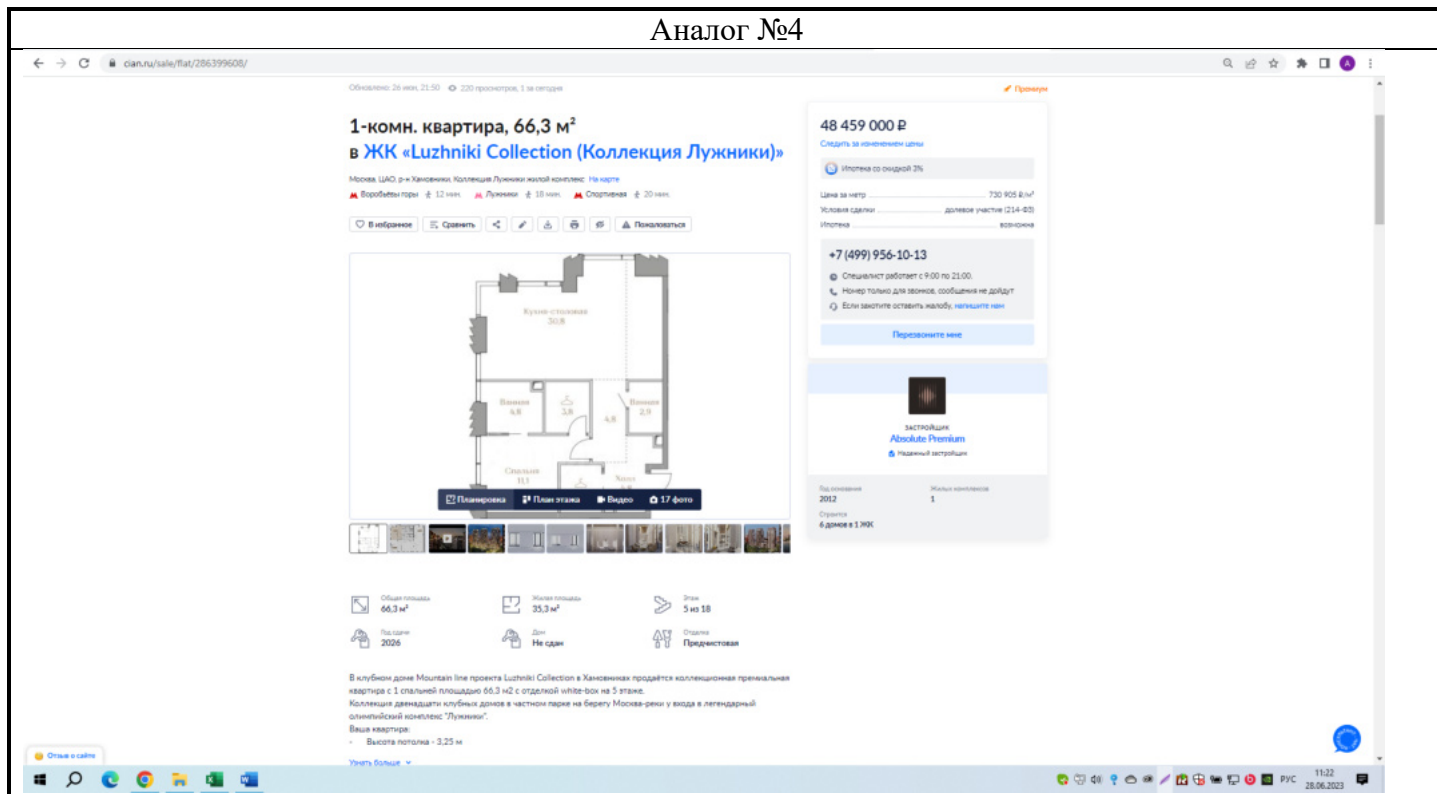 Аналог №4
cian.ru/sale/flat/286399608/
Обновлено: 26 июн, 21:50 220 просмотров, 1 за сегодня
Премиум
1-комн. квартира, 66,3 м²
в ЖК «Luzhniki Collection (Коллекция Лужники)»
Москва, ЦАО, р-н Хамовники, Коллекция Лужники жилой комплекс На карте
Воробьёвы горы 12 мин. Лужники 18 мин. Спортивная 20 мин.
В избранное Сравнить Пожаловаться
48 459 000 ₽
Следить за изменением цены
Ипотека со скидкой 3%
Цена за метр 730 905 ₽/м²
Условия сделки долевое участие (214-ФЗ)
Ипотека возможна
+7 (499) 956-10-13
Специалист работает с 9:00 по 21:00.
Номер только для звонков, сообщения не дойдут
Если захотите оставить жалобу, напишите нам
Перезвоните мне
ЗАСТРОЙЩИК
Absolute Premium
Надежный застройщик
Год основания
2012
Жилых комплексов
1
Строится
6 домов в 1 ЖК
Кухня-столовая
30,8
Ванная
4,8
3,8
4,8
Ванная
2,9
Спальня
11,1
Холл
Планировка План этажа Видео 17 фото
Общая площадь
66,3 м²
Жилая площадь
35,3 м²
Этаж
5 из 18
Год сдачи
2026
Дом
Не сдан
Отделка
Предчистовая
В клубном доме Mountain line проекта Luzhniki Collection в Хамовниках продаётся коллекционная премиальная
квартира с 1 спальней площадью 66,3 м2 с отделкой white-box на 5 этаже.
Коллекция двенадцати клубных домов в частном парке на берегу Москва-реки у входа в легендарный
олимпийский комплекс "Лужники".
Ваша квартира:
- Высота потолка - 3,25 м
Узнать больше
Отзыв о сайте
РУС
11:22
28.06.2023